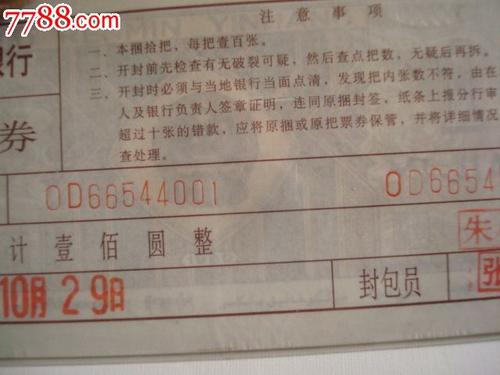 7788.com
中国收藏热线
注意事项
一、本捆拾把，每把壹百张。
二、开封前先检查有无破裂可疑，然后查点把数，无疑后再拆。
三、开封时必须与当地银行当面点清，发现把内张数不符，由在
人及银行负责人签章证明，连同原捆封签，纸条上报分行审
超过十张的错款，应将原捆或原把票券保管，并将详细情况
查处理。
银行
券
OD66544001 OD6654
计壹佰圆整
朱
10月29日
封包员
张